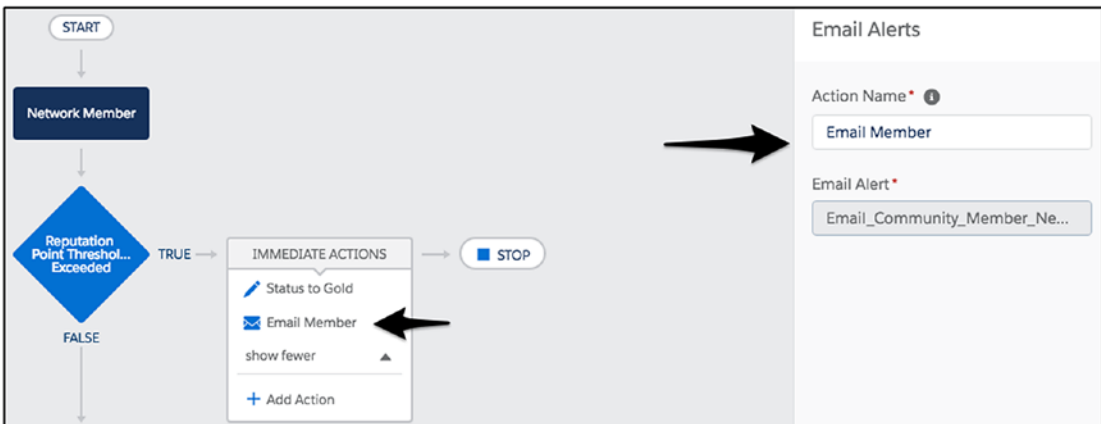 START
Network Member
Reputation
Point Threshol...
Exceeded
TRUE
FALSE
IMMEDIATE ACTIONS
Status to Gold
Email Member
show fewer
+ Add Action
STOP
Email Alerts
Action Name*
Email Member
Email Alert*
Email_Community_Member_Ne...